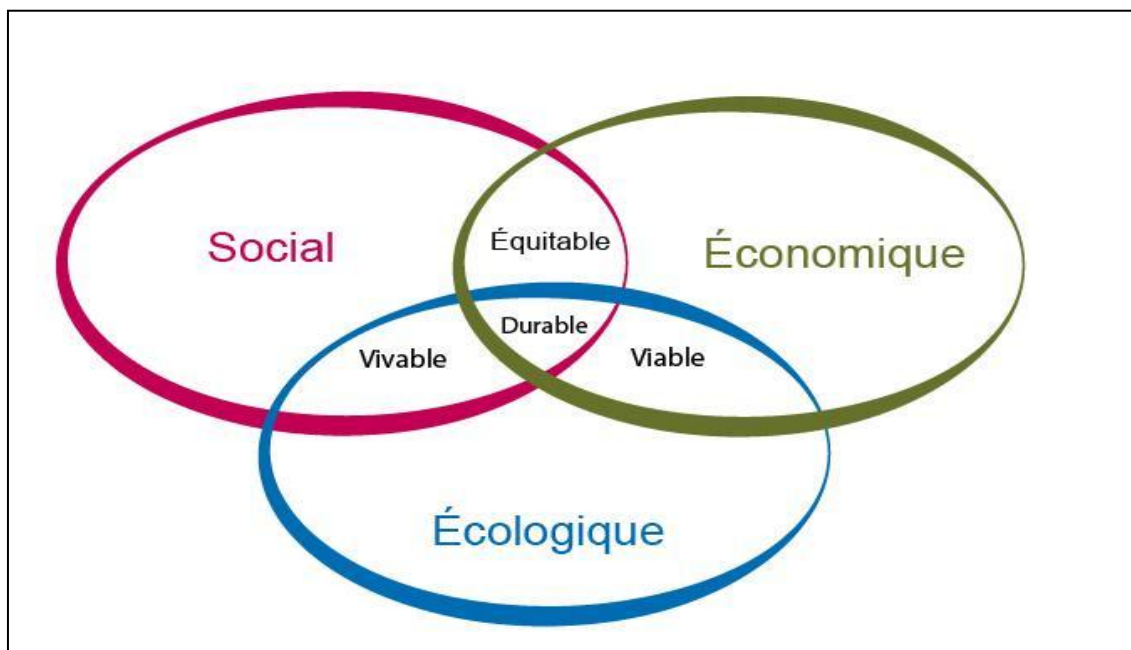 Social
Équitable
Économique
Durable
Vivable
Viable
Écologique